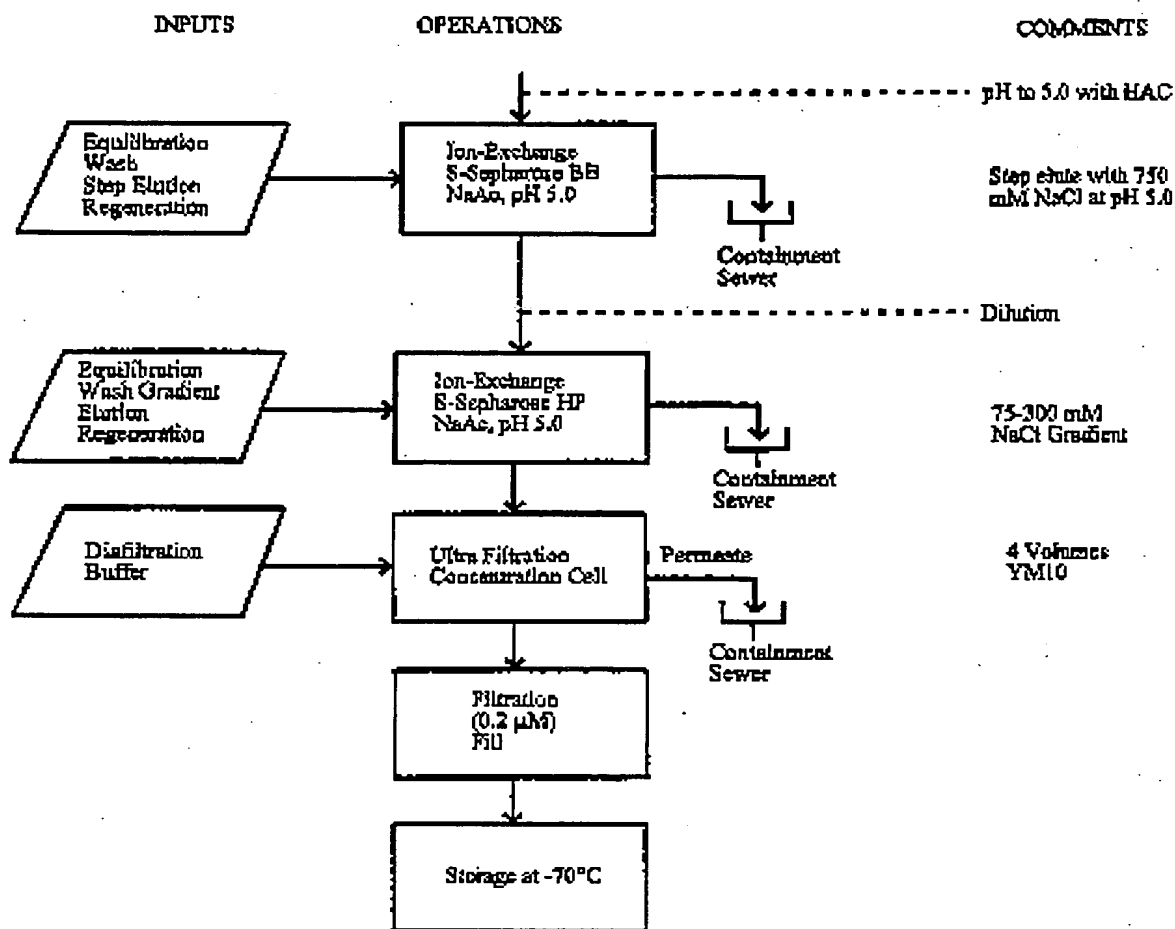 INPUTS
OPERATIONS
COMMENTS
pH to 5.0 with HAC
Equilibration
Wash
Step Elution
Regeneration
Ion-Exchange
S-Sepharose BB
NaAc, pH 5.0
Step elute with 750
mM NaCl at pH 5.0
Containment
Sewer
Dilution
Equilibration
Wash Gradient
Elution
Regeneration
Ion-Exchange
S-Sepharose HP
NaAc, pH 5.0
75-300 mM
NaCl Gradient
Containment
Sewer
Diafiltration
Buffer
Ultra Filtration
Concentration Cell
Permeate
4 Volumes
YM10
Containment
Sewer
Filtration
(0.2 µM)
Fill
Storage at -70°C